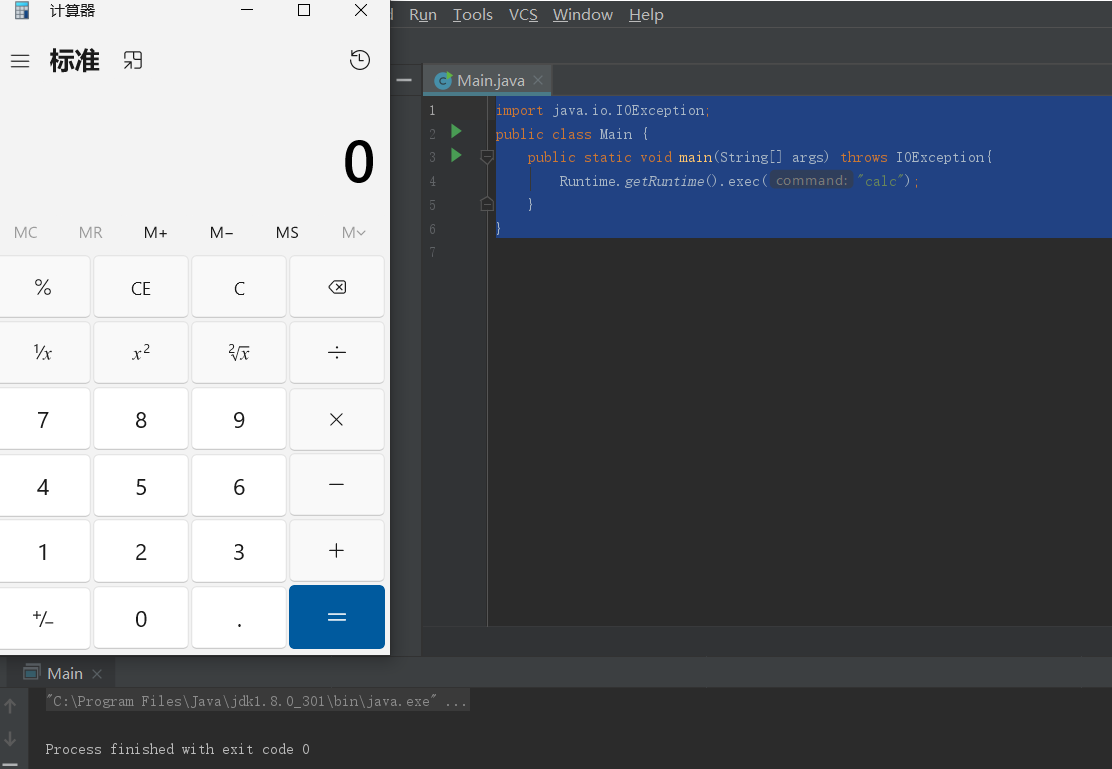 计算器
标准
0
MC MR M+ M− MS M
% CE C
¹⁄x x² ²√x ÷
7 8 9 ×
4 5 6 −
1 2 3 +
+/− 0 . =
Run Tools VCS Window Help
Main.java
1 import java.io.IOException;
2 public class Main {
3 public static void main(String[] args) throws IOException{
4 Runtime.getRuntime().exec( command: "calc");
5 }
6 }
7
Main
"C:\Program Files\Java\jdk1.8.0_301\bin\java.exe" ...
Process finished with exit code 0